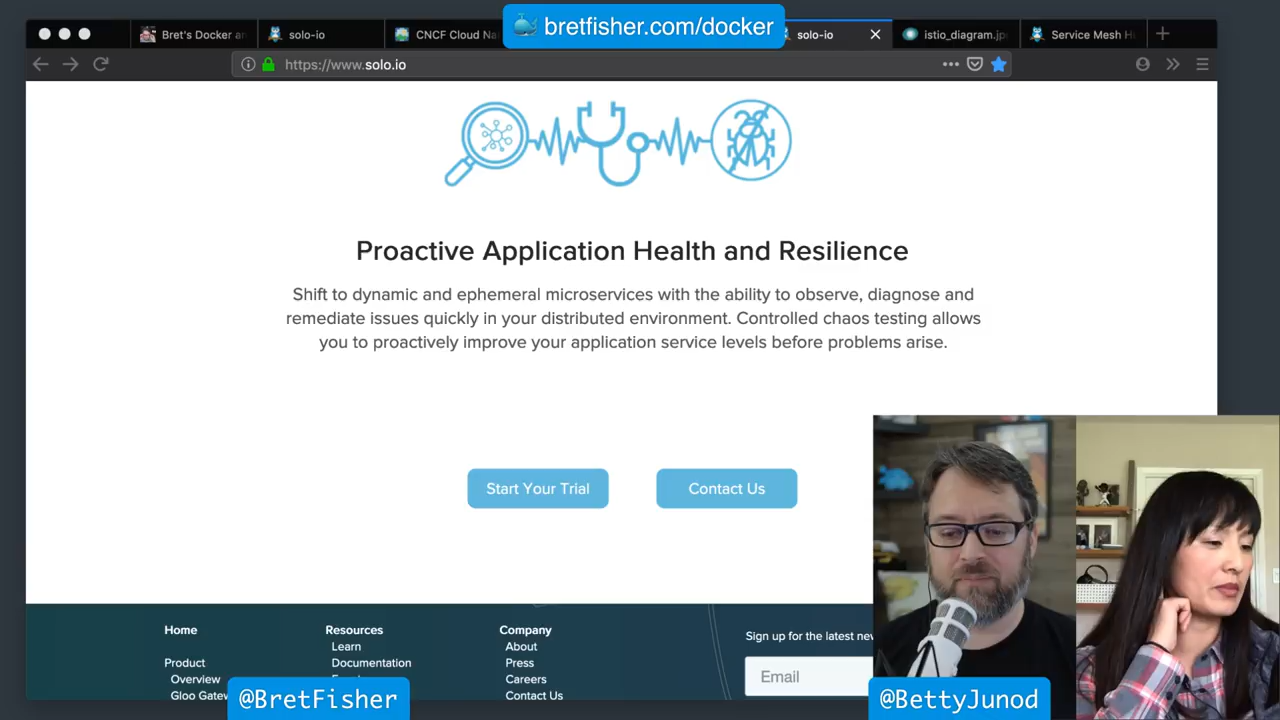 bretfisher.com/docker
Bret's Docker an
solo-io
CNCF Cloud Na
solo-io
istio_diagram.jp
Service Mesh H
https://www.solo.io
Proactive Application Health and Resilience
Shift to dynamic and ephemeral microservices with the ability to observe, diagnose and
remediate issues quickly in your distributed environment. Controlled chaos testing allows
you to proactively improve your application service levels before problems arise.
Start Your Trial
Contact Us
Home
Product
Overview
Gloo Gatew
Resources
Learn
Documentation
Company
About
Press
Careers
Contact Us
Sign up for the latest new
Email
@BretFisher
@BettyJunod